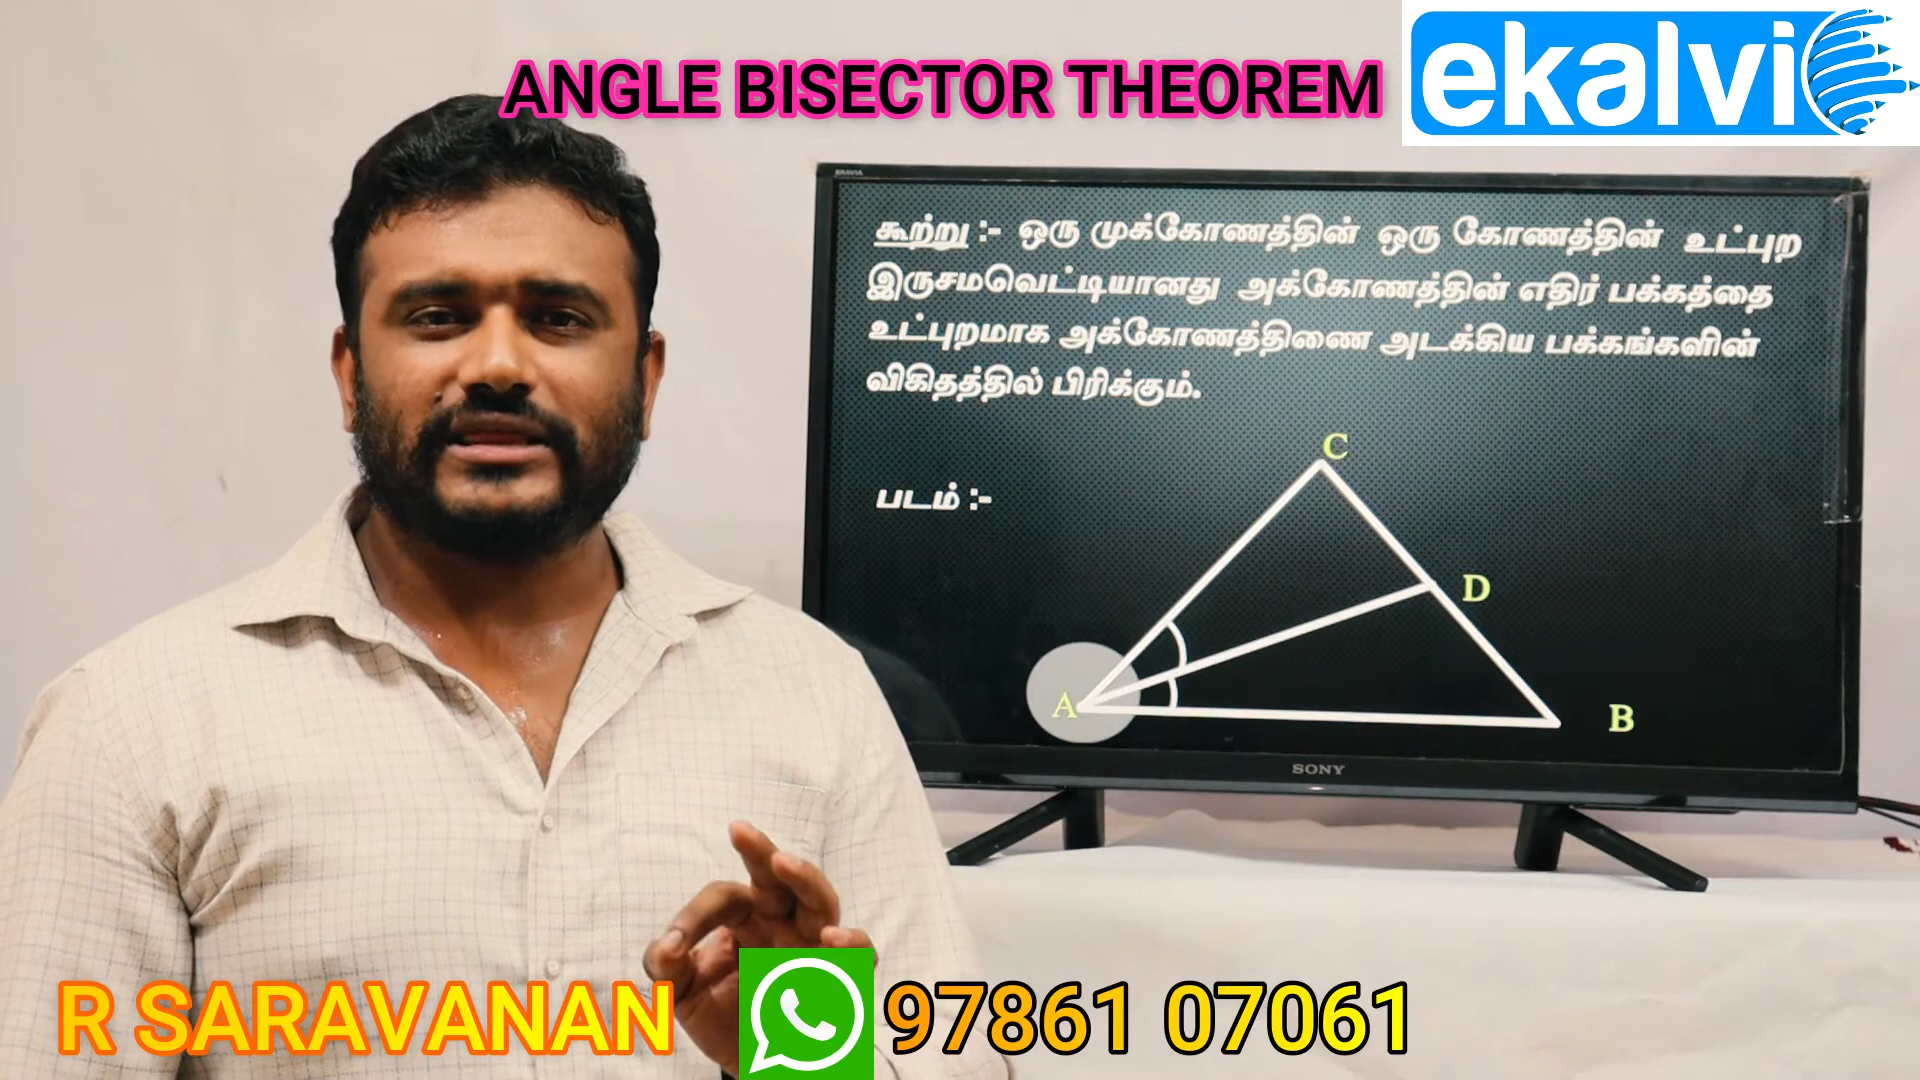 ANGLE BISECTOR THEOREM
ekalvi
BRAVIA
கூற்று :- ஒரு முக்கோணத்தின் ஒரு கோணத்தின் உட்புற
இருசமவெட்டியானது அக்கோணத்தின் எதிர் பக்கத்தை
உட்புறமாக அக்கோணத்திணை அடக்கிய பக்கங்களின்
விகிதத்தில் பிரிக்கும்.
C
படம் :-
D
A
B
SONY
R SARAVANAN
97861 07061